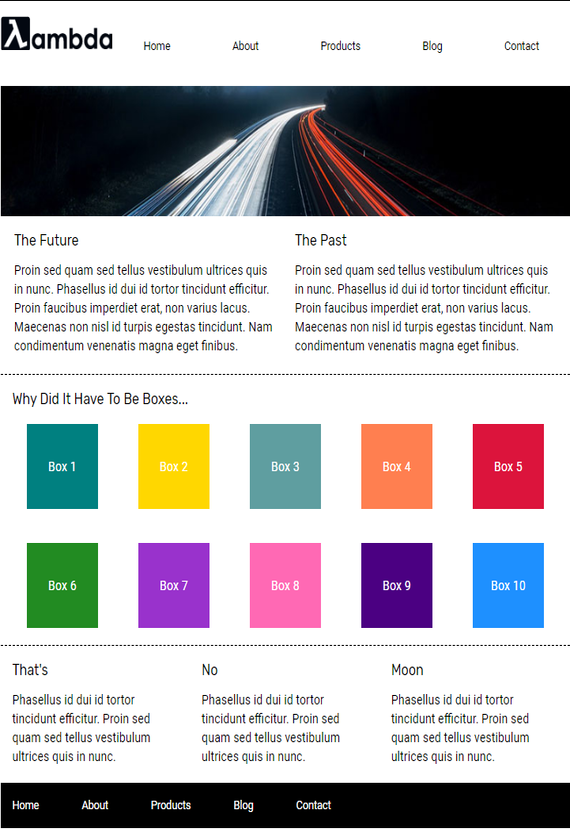 λambda
Home About Products Blog Contact
The Future
Proin sed quam sed tellus vestibulum ultrices quis
in nunc. Phasellus id dui id tortor tincidunt efficitur.
Proin faucibus imperdiet erat, non varius lacus.
Maecenas non nisl id turpis egestas tincidunt. Nam
condimentum venenatis magna eget finibus.
The Past
Proin sed quam sed tellus vestibulum ultrices quis
in nunc. Phasellus id dui id tortor tincidunt efficitur.
Proin faucibus imperdiet erat, non varius lacus.
Maecenas non nisl id turpis egestas tincidunt. Nam
condimentum venenatis magna eget finibus.
Why Did It Have To Be Boxes...
Box 1 Box 2 Box 3 Box 4 Box 5
Box 6 Box 7 Box 8 Box 9 Box 10
That's
Phasellus id dui id tortor
tincidunt efficitur. Proin sed
quam sed tellus vestibulum
ultrices quis in nunc.
No
Phasellus id dui id tortor
tincidunt efficitur. Proin sed
quam sed tellus vestibulum
ultrices quis in nunc.
Moon
Phasellus id dui id tortor
tincidunt efficitur. Proin sed
quam sed tellus vestibulum
ultrices quis in nunc.
Home About Products Blog Contact